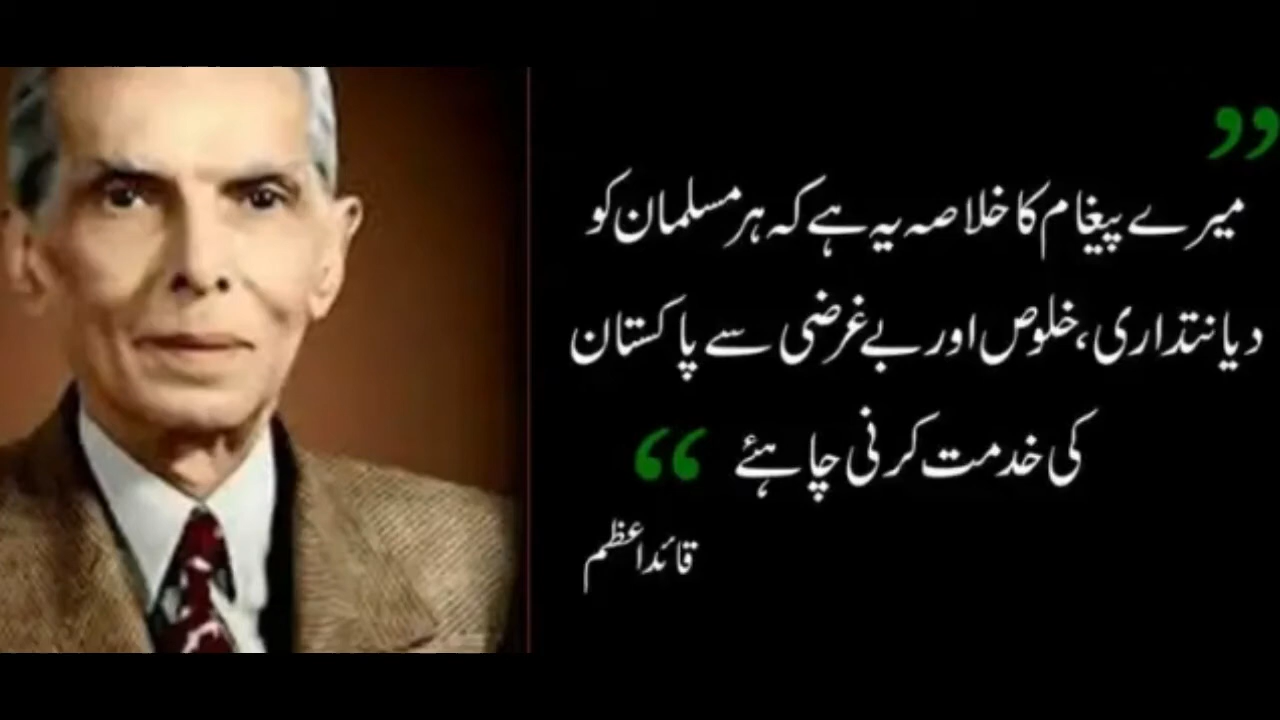 ”
میرے پیغام کا خلاصہ یہ ہے کہ ہر مسلمان کو
دیانتداری، خلوص اور بے غرضی سے پاکستان
کی خدمت کرنی چاہئے “
قائداعظم